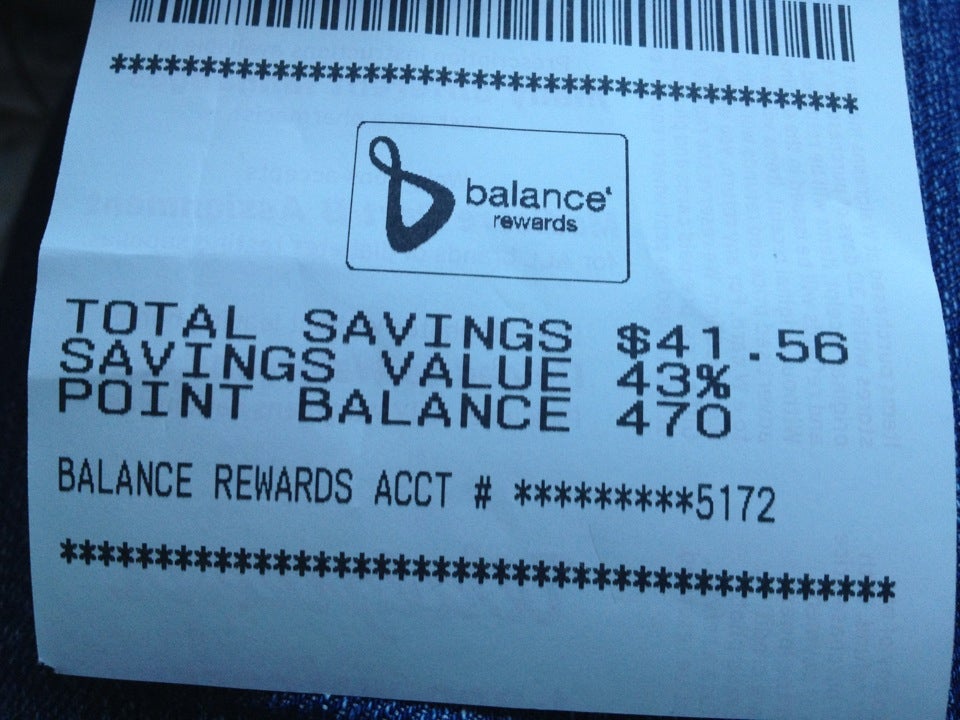 ****************************************
balance'
rewards
TOTAL SAVINGS $41.56
SAVINGS VALUE 43%
POINT BALANCE 470
BALANCE REWARDS ACCT # *********5172
****************************************